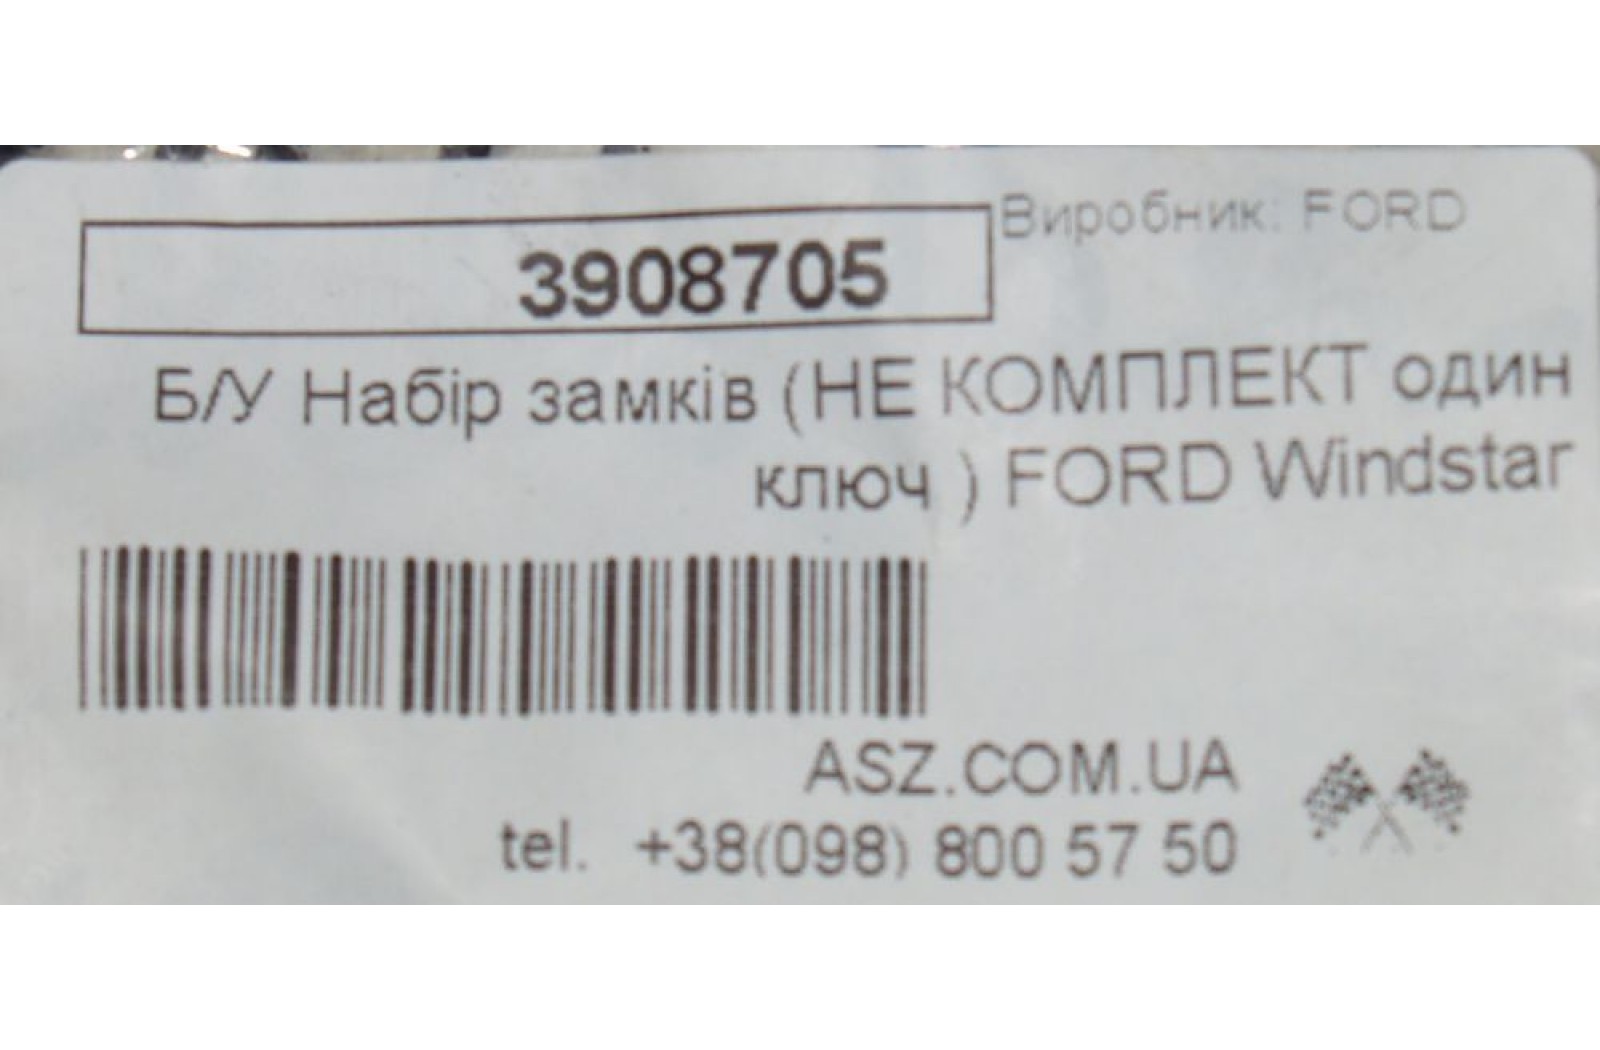 3908705
Виробник: FORD
Б/У Набір замків (НЕ КОМПЛЕКТ один
ключ ) FORD Windstar
ASZ.COM.UA
tel. +38(098) 800 57 50